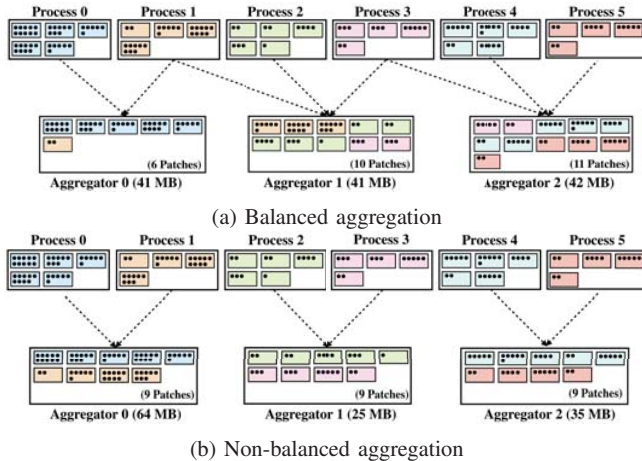 Process 0 Process 1 Process 2 Process 3 Process 4 Process 5
(6 Patches) (10 Patches) (11 Patches)
Aggregator 0 (41 MB) Aggregator 1 (41 MB) Aggregator 2 (42 MB)
(a) Balanced aggregation
Process 0 Process 1 Process 2 Process 3 Process 4 Process 5
(9 Patches) (9 Patches) (9 Patches)
Aggregator 0 (64 MB) Aggregator 1 (25 MB) Aggregator 2 (35 MB)
(b) Non-balanced aggregation